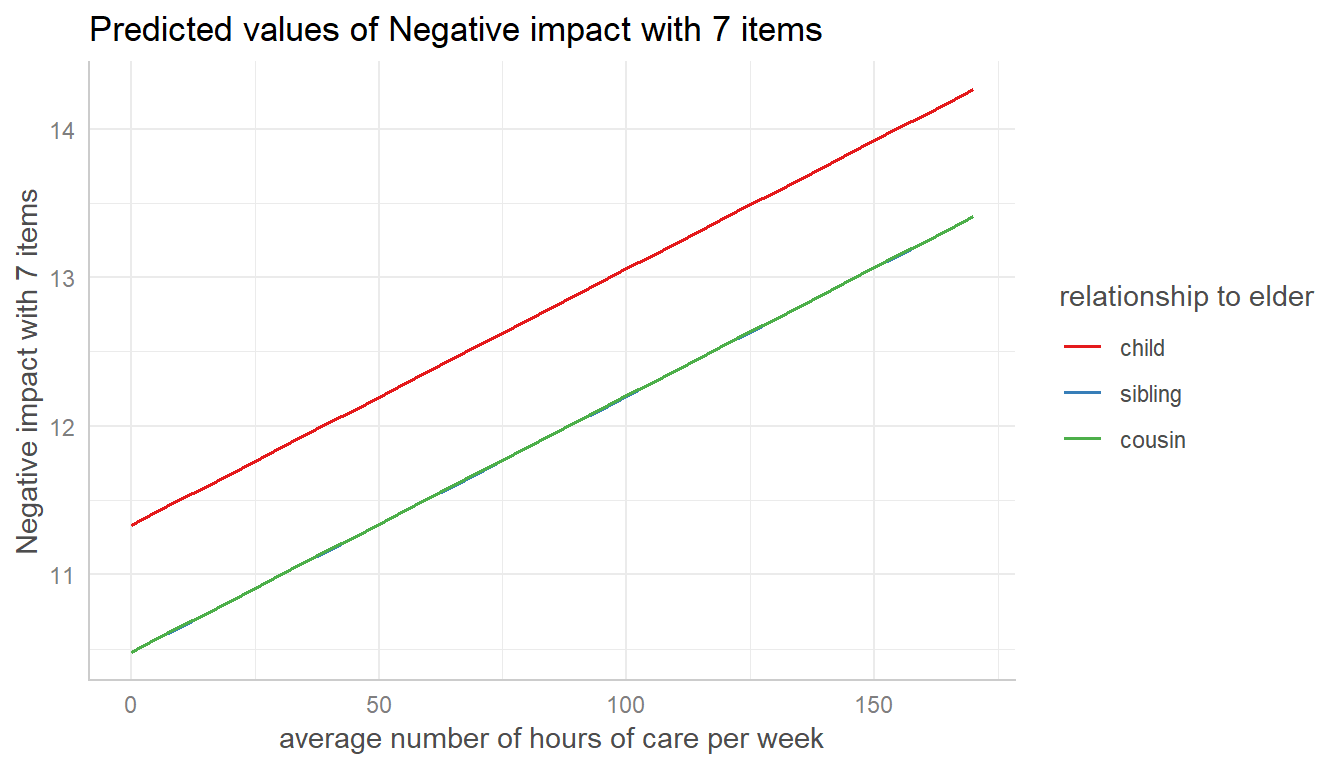 Predicted values of Negative impact with 7 items
Negative impact with 7 items
14
13
12
11
0
50
100
150
average number of hours of care per week
relationship to elder
child
sibling
cousin